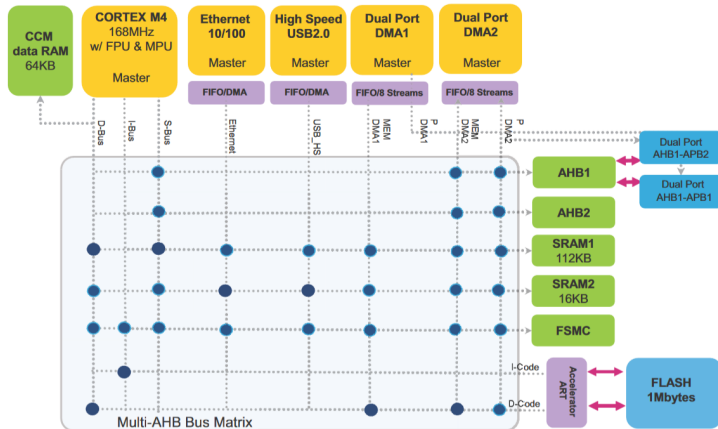 CCM
data RAM
64KB
CORTEX M4
168MHz
w/ FPU & MPU
Master
Ethernet
10/100
Master
High Speed
USB2.0
Master
Dual Port
DMA1
Master
Dual Port
DMA2
Master
FIFO/DMA
FIFO/DMA
FIFO/8 Streams
FIFO/8 Streams
D-Bus
I-Bus
S-Bus
Ethernet
USB_HS
MEM
DMA1
P
DMA1
MEM
DMA2
P
DMA2
Dual Port
AHB1-APB2
Dual Port
AHB1-APB1
AHB1
AHB2
SRAM1
112KB
SRAM2
16KB
FSMC
I-Code
D-Code
Accelerator
ART
FLASH
1Mbytes
Multi-AHB Bus Matrix